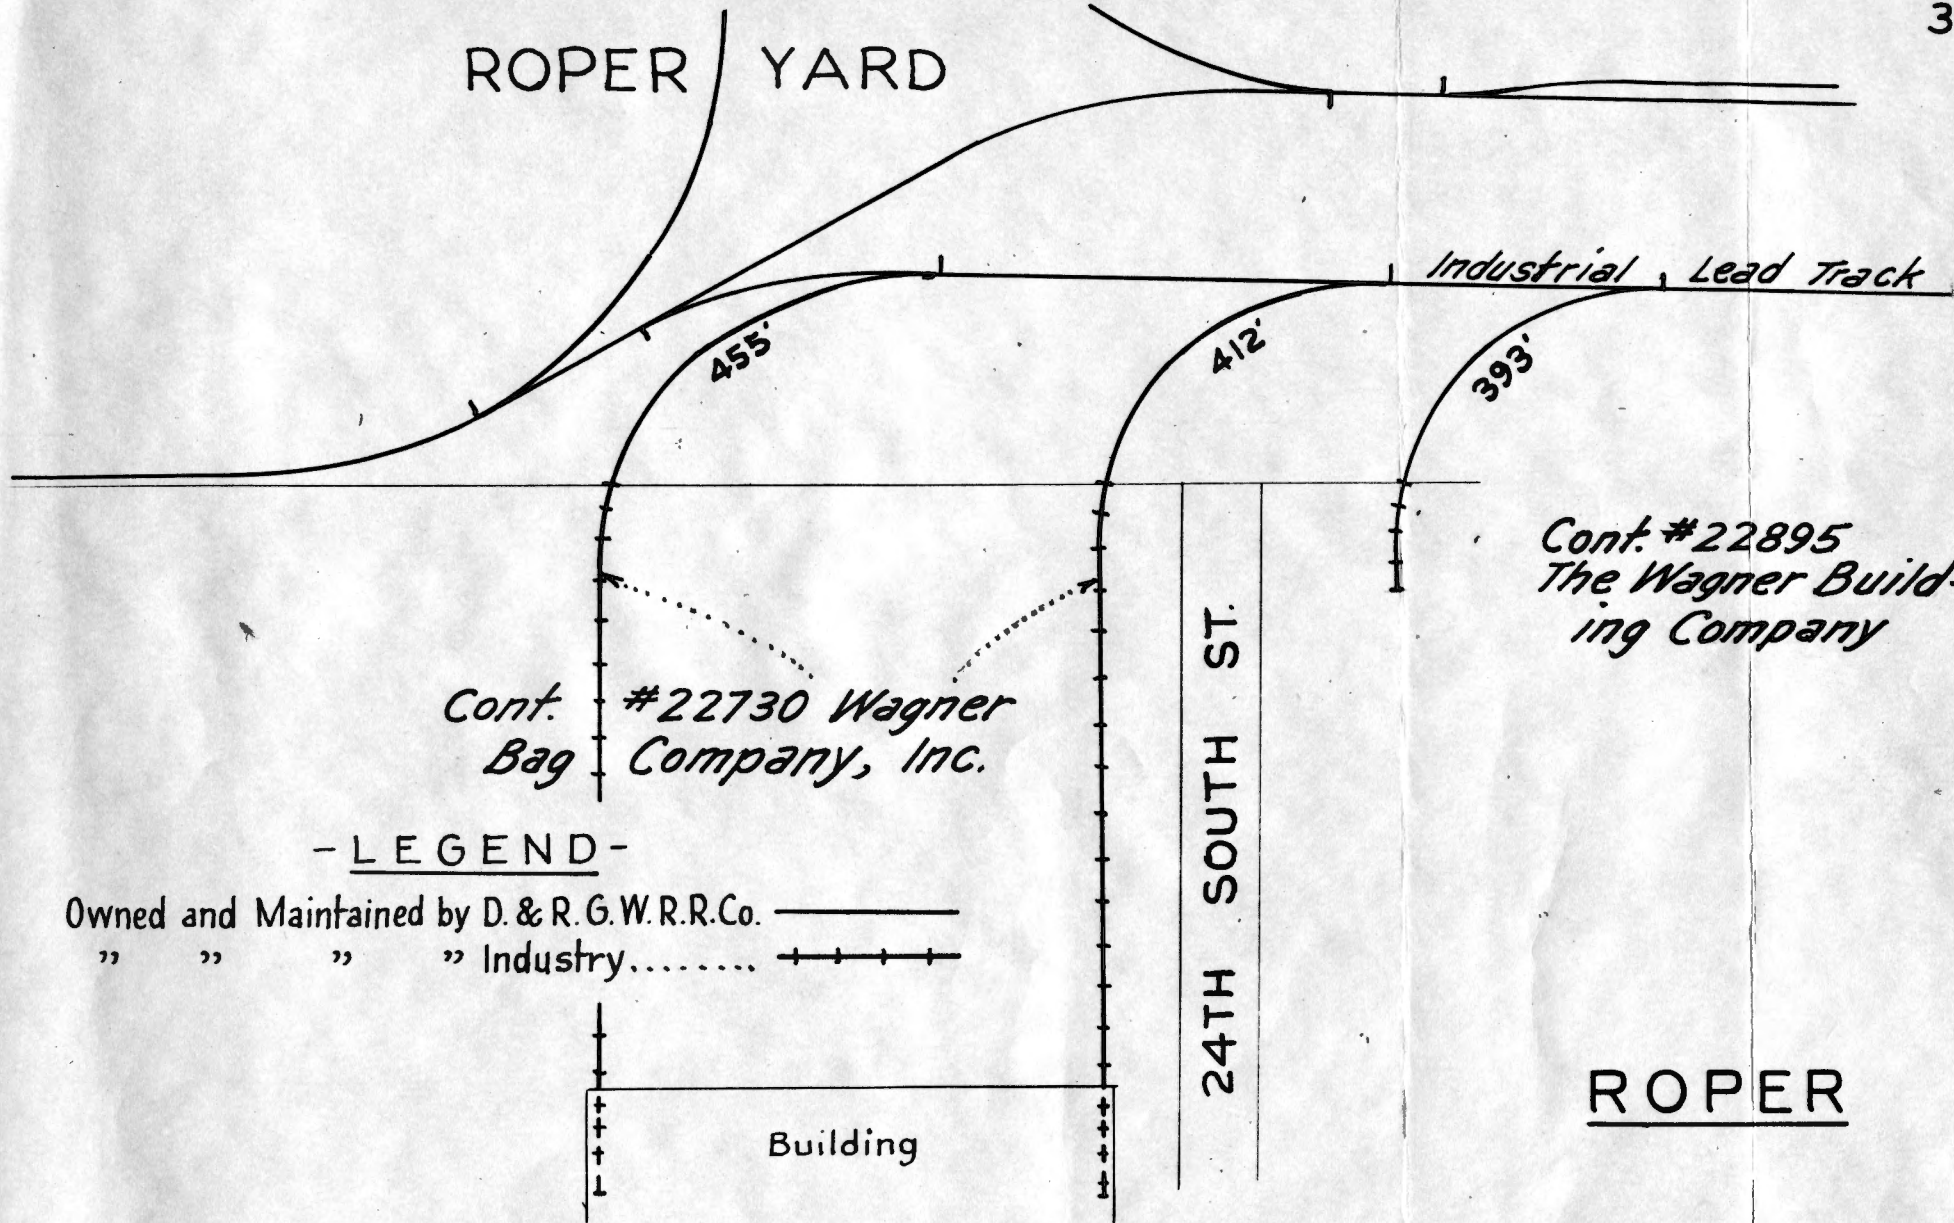 3
ROPER YARD
Industrial Lead Track
455'
412'
393'
Cont. #22895
The Wagner Build-
ing Company
Cont. #22730 Wagner
Bag Company, Inc.
24TH SOUTH ST.
-LEGEND-
Owned and Maintained by D. & R. G. W. R. R. Co.
" " " " Industry........
Building
ROPER